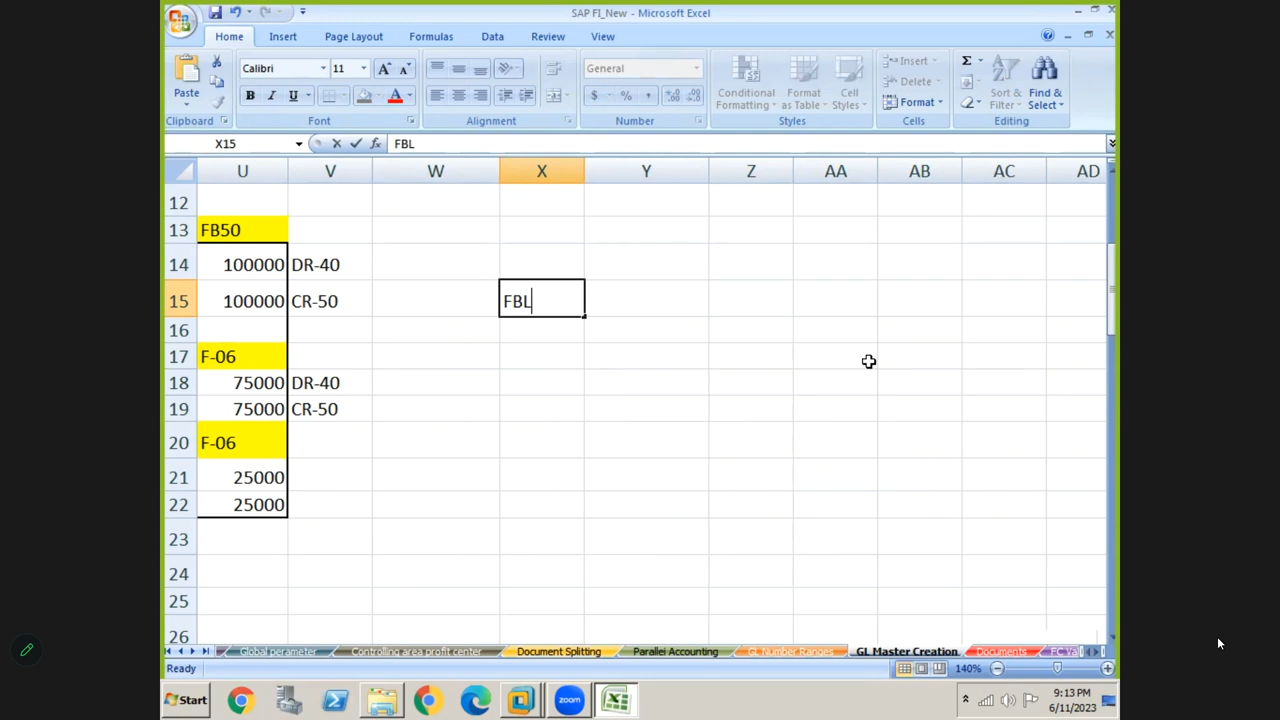 SAP FI_New - Microsoft Excel
Home Insert Page Layout Formulas Data Review View
Paste
Calibri 11
B I U
General
$ % ,
Conditional Formatting
Format as Table
Cell Styles
Insert
Delete
Format
Σ
Sort & Filter
Find & Select
Clipboard Font Alignment Number Styles Cells Editing
X15 fx FBL
U V W X Y Z AA AB AC AD
12
13 FB50
14 100000 DR-40
15 100000 CR-50 FBL
16
17 F-06
18 75000 DR-40
19 75000 CR-50
20 F-06
21 25000
22 25000
23
24
25
26
Global perameter Controlling area profit center Document Splitting Parallel Accounting GL Number Ranges GL Master Creation Documents FC Va
Ready 140%
Start zoom 9:13 PM
6/11/2023